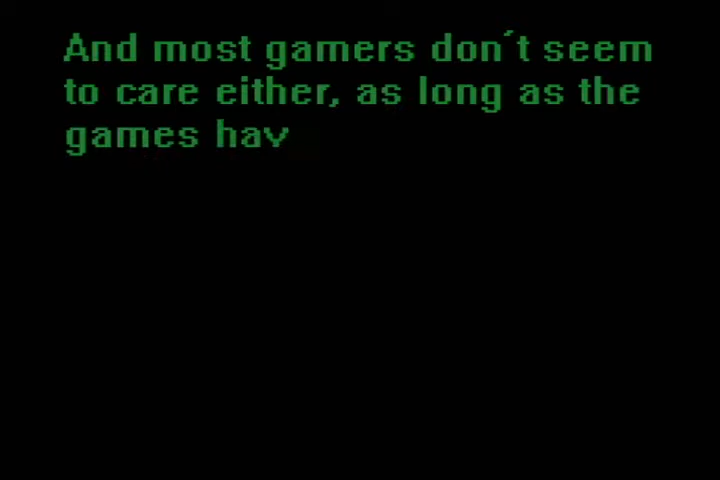 And most gamers don´t seem
to care either, as long as the
games hav